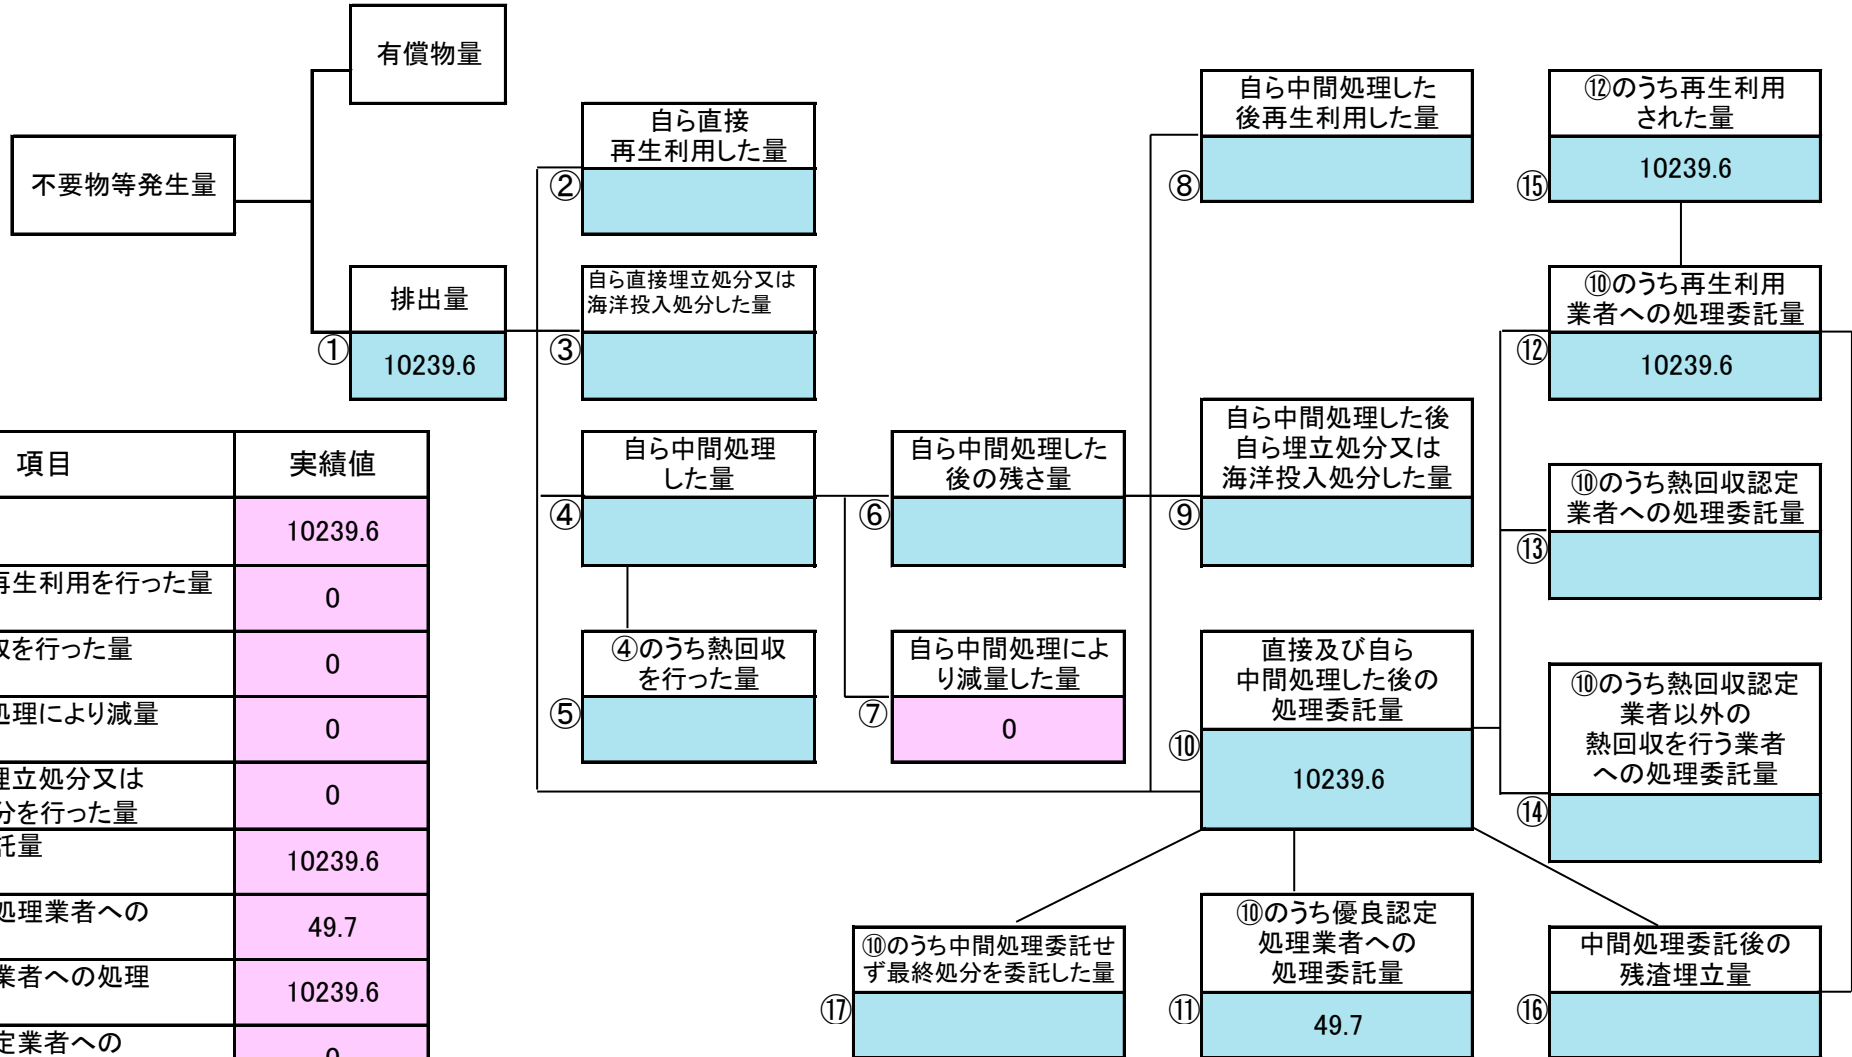 有償物量
不要物等発生量
排出量
①
10239.6
自ら直接
再生利用した量
②
自ら直接埋立処分又は
海洋投入処分した量
③
自ら中間処理
した量
④
④のうち熱回収
を行った量
⑤
自ら中間処理した
後の残さ量
⑥
自ら中間処理によ
り減量した量
⑦
0
自ら中間処理した
後再生利用した量
⑧
自ら中間処理した後
自ら埋立処分又は
海洋投入処分した量
⑨
直接及び自ら
中間処理した後の
処理委託量
⑩
10239.6
⑩のうち優良認定
処理業者への
処理委託量
⑪
49.7
⑩のうち中間処理委託せ
ず最終処分を委託した量
⑰
⑫のうち再生利用
された量
⑮
10239.6
⑩のうち再生利用
業者への処理委託量
⑫
10239.6
⑩のうち熱回収認定
業者への処理委託量
⑬
⑩のうち熱回収認定
業者以外の
熱回収を行う業者
への処理委託量
⑭
中間処理委託後の
残渣埋立量
⑯
項目
実績値
10239.6
再生利用を行った量
0
を行った量
0
処理により減量
0
埋立処分又は
分を行った量
0
託量
10239.6
処理業者への
49.7
業者への処理
10239.6
定業者への
0